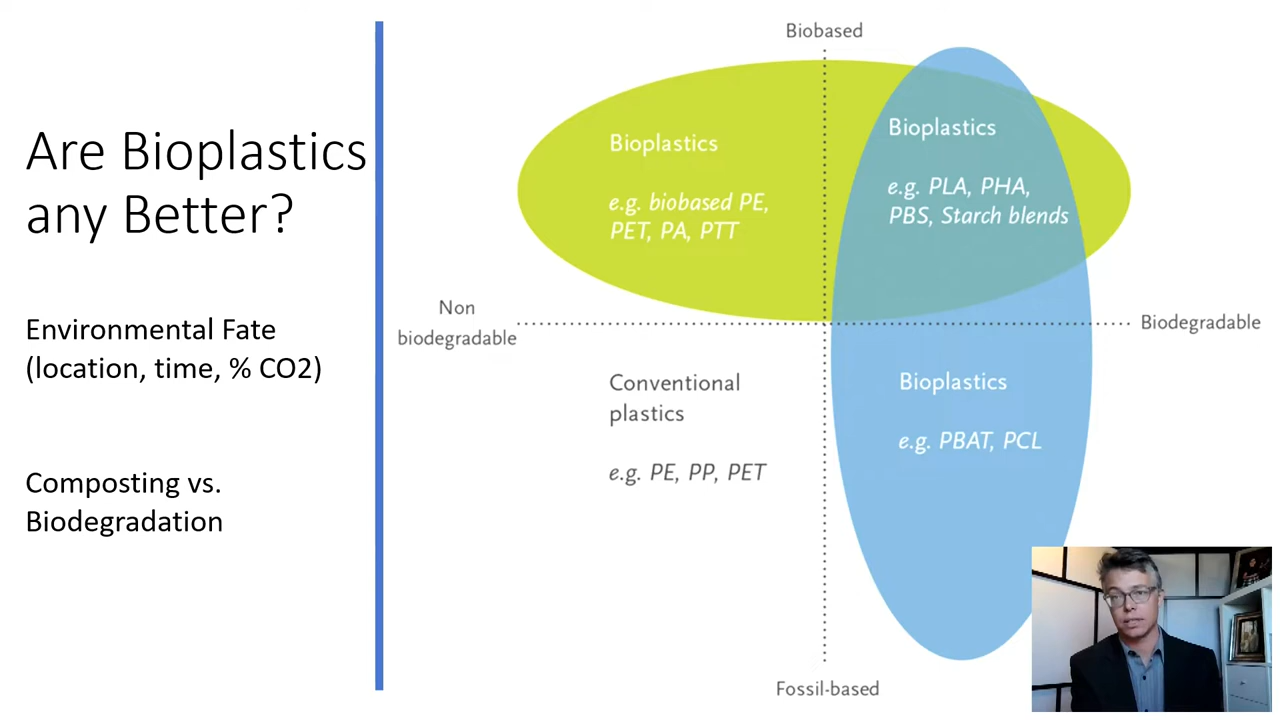 Are Bioplastics
any Better?
Environmental Fate
(location, time, % CO2)
Composting vs.
Biodegradation
Biobased
Bioplastics
e.g. biobased PE,
PET, PA, PTT
Bioplastics
e.g. PLA, PHA,
PBS, Starch blends
Non
biodegradable
Biodegradable
Conventional
plastics
e.g. PE, PP, PET
Bioplastics
e.g. PBAT, PCL
Fossil-based